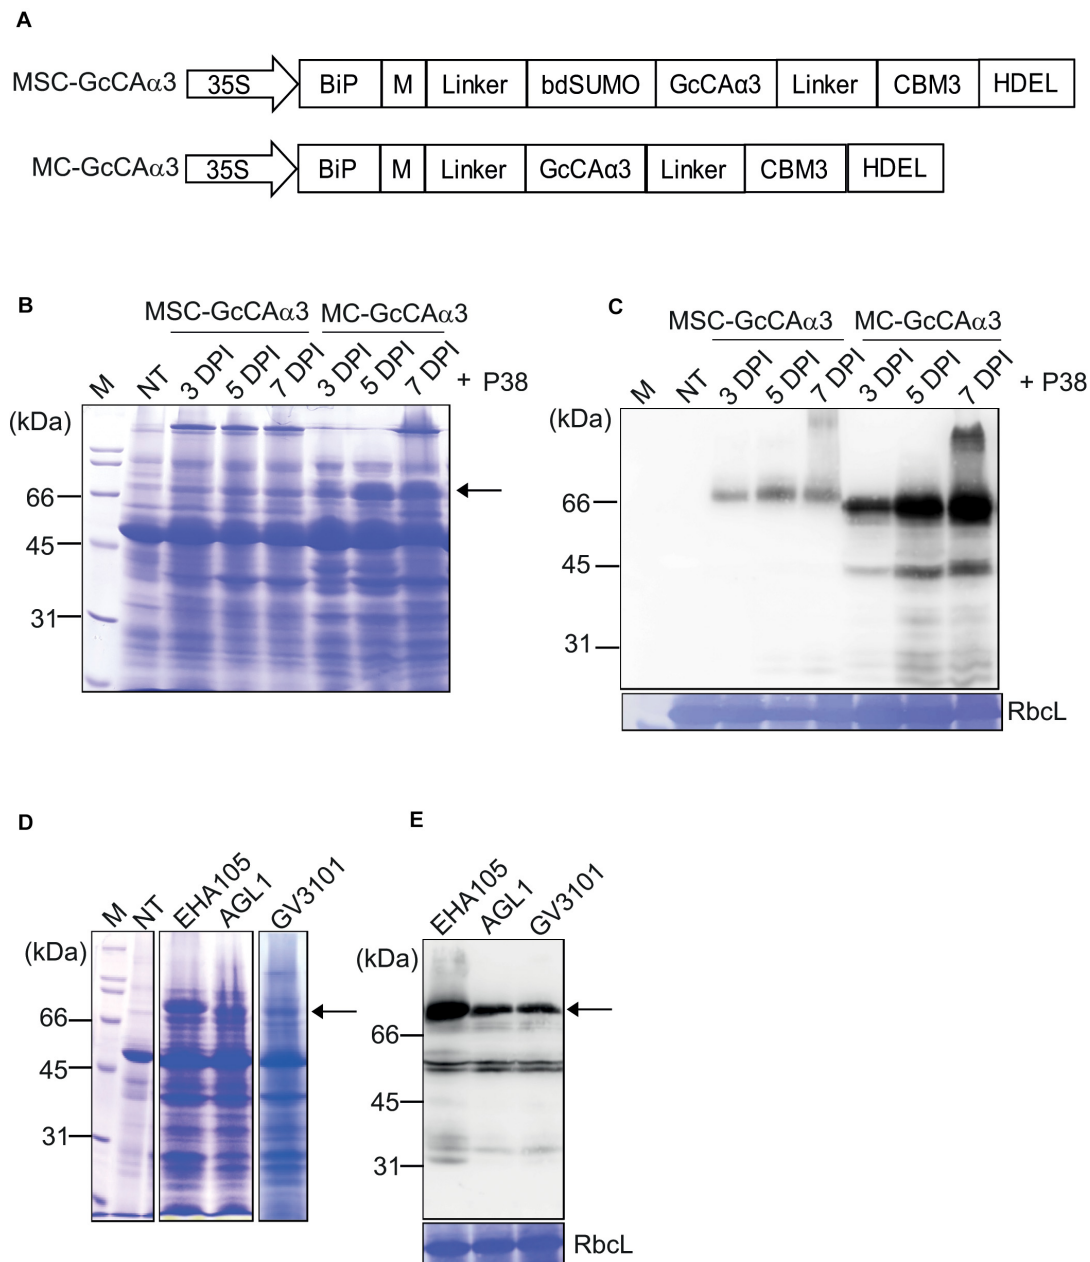 A
MSC-GcCAα3 35S BiP M Linker bdSUMO GcCAα3 Linker CBM3 HDEL
MC-GcCAα3 35S BiP M Linker GcCAα3 Linker CBM3 HDEL
B
MSC-GcCAα3 MC-GcCAα3
M NT 3 DPI 5 DPI 7 DPI 3 DPI 5 DPI 7 DPI + P38
(kDa)
66
45
31
C
MSC-GcCAα3 MC-GcCAα3
M NT 3 DPI 5 DPI 7 DPI 3 DPI 5 DPI 7 DPI + P38
(kDa)
66
45
31
RbcL
D
M NT EHA105 AGL1 GV3101
(kDa)
66
45
31
E
EHA105 AGL1 GV3101
(kDa)
66
45
31
RbcL